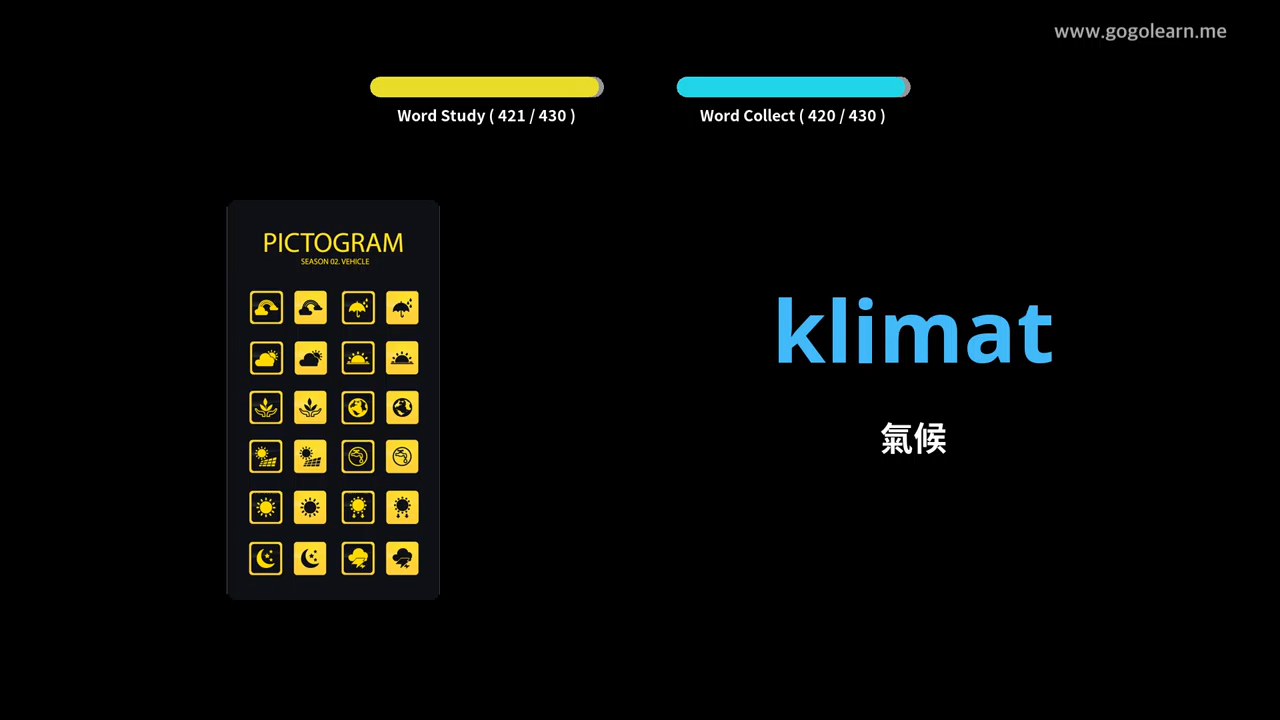 www.gogolearn.me
Word Study ( 421 / 430 )
Word Collect ( 420 / 430 )
PICTOGRAM
SEASON 02. VEHICLE
klimat
氣候